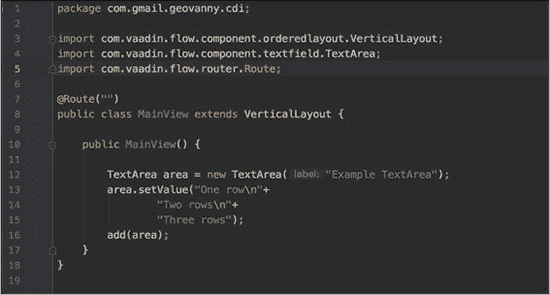 1 package com.gmail.geovanny.cdi;
2
3 import com.vaadin.flow.component.orderedlayout.VerticalLayout;
4 import com.vaadin.flow.component.textfield.TextArea;
5 import com.vaadin.flow.router.Route;
6
7 @Route("")
8 public class MainView extends VerticalLayout {
9
10 public MainView() {
11
12 TextArea area = new TextArea( label: "Example TextArea");
13 area.setValue("One row\n"+
14 "Two rows\n"+
15 "Three rows");
16 add(area);
17 }
18 }
19